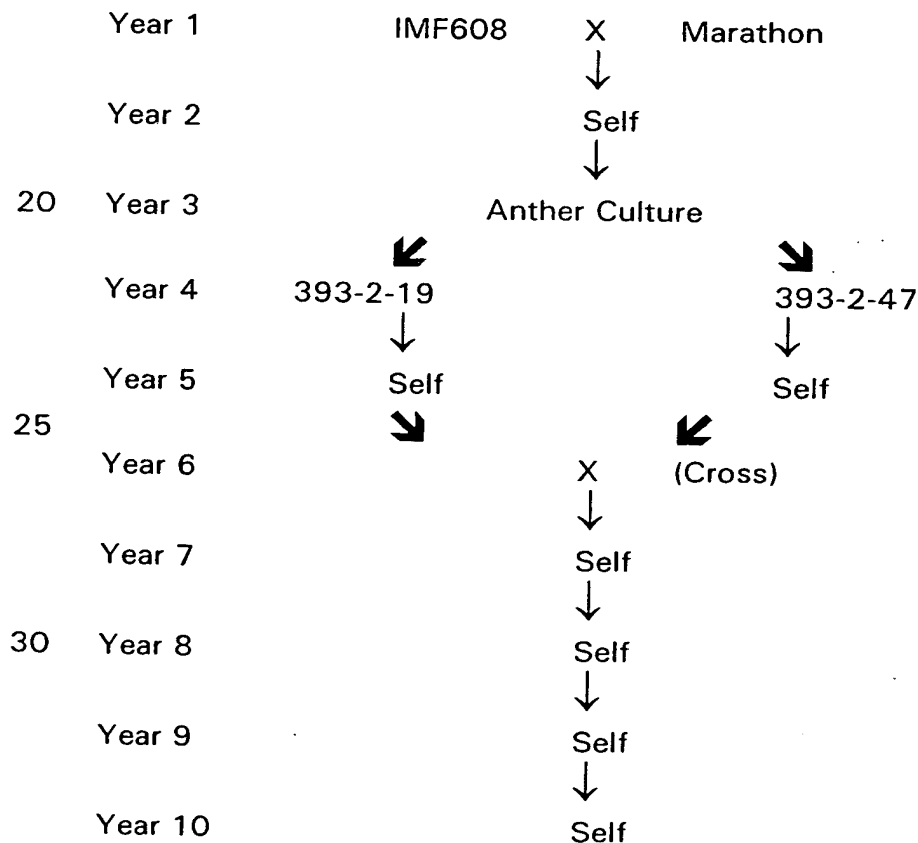 Year 1 IMF608 X Marathon
Year 2 Self
20 Year 3 Anther Culture
Year 4 393-2-19 393-2-47
Year 5 Self Self
25
Year 6 X (Cross)
Year 7 Self
30 Year 8 Self
Year 9 Self
Year 10 Self